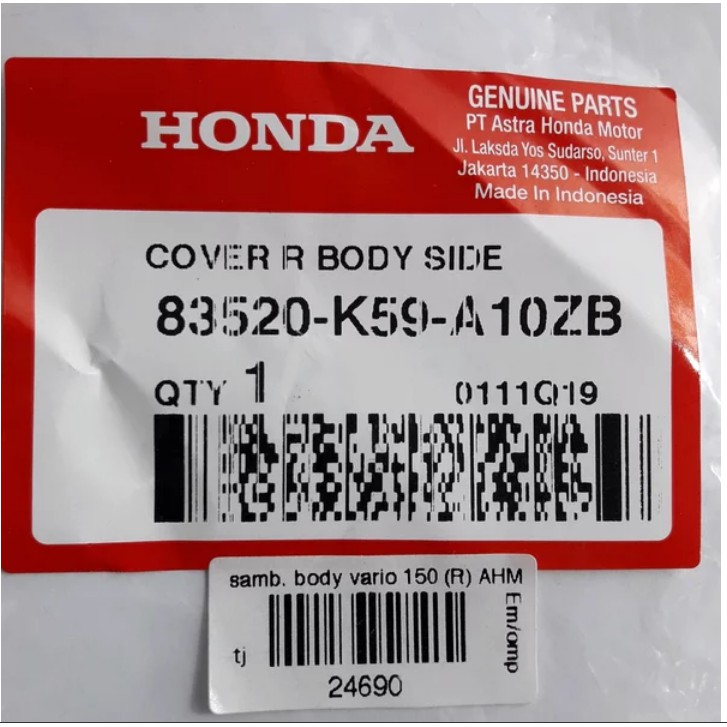 HONDA
GENUINE PARTS
PT Astra Honda Motor
Jl. Laksda Yos Sudarso, Sunter 1
Jakarta 14350 - Indonesia
Made In Indonesia
COVER R BODY SIDE
83520-K59-A10ZB
QTY 1 0111Q19
samb. body vario 150 (R) AHM
Em/omp
tj
24690